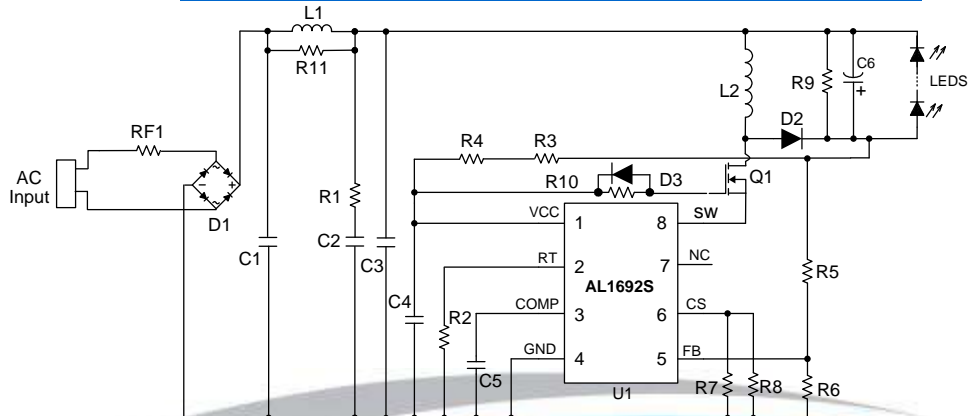 L1
R11
L2
R9
C6
+
LEDS
RF1
AC
Input
~
~
−
+
D1
R4
R3
D2
R10
D3
Q1
R1
C2
C1
C3
VCC
1
8
SW
RT
2
7
NC
AL1692S
R5
C4
R2
COMP
3
6
CS
GND
4
5
FB
C5
R7
R8
R6
U1